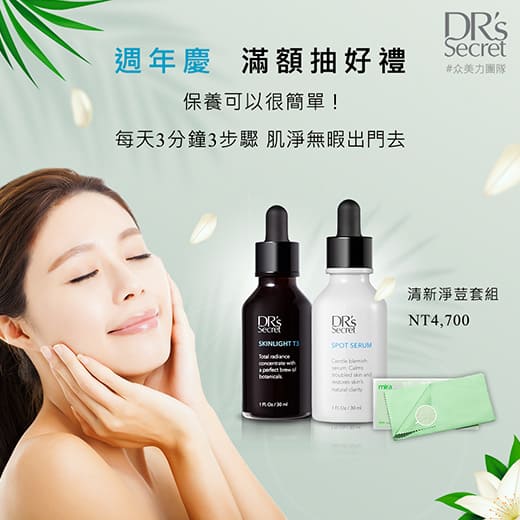 DR's
Secret
#众美力團隊
週年慶 滿額抽好禮
保養可以很簡單！
每天3分鐘3步驟 肌淨無暇出門去
DR's
Secret
SKINLIGHT T3
Total radiance
concentrate with
a perfect brew of
botanicals.
1 Fl.Oz / 30 ml
DR's
Secret
SPOT SERUM
Gentle blemish
serum. Calms
troubled skin and
restores skin's
natural clarity.
1 Fl.Oz / 30 ml
清新淨荳套組
NT4,700